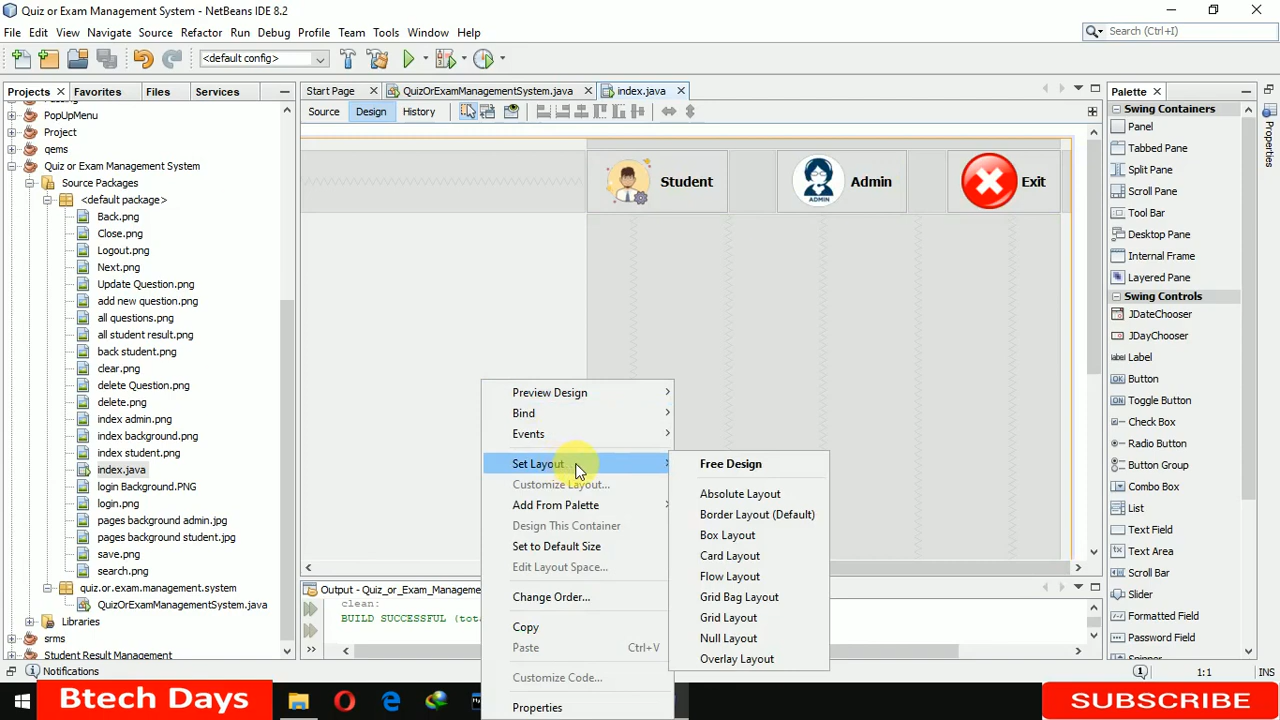 Quiz or Exam Management System - NetBeans IDE 8.2
File Edit View Navigate Source Refactor Run Debug Profile Team Tools Window Help
Search (Ctrl+I)
<default config>
Projects Favorites Files Services
Start Page QuizOrExamManagementSystem.java index.java
Palette
Source Design History
PopUpMenu
Project
qems
Quiz or Exam Management System
Source Packages
<default package>
Back.png
Close.png
Logout.png
Next.png
Update Question.png
add new question.png
all questions.png
all student result.png
back student.png
clear.png
delete Question.png
delete.png
index admin.png
index background.png
index student.png
index.java
login Background.PNG
login.png
pages background admin.jpg
pages background student.jpg
save.png
search.png
quiz.or.exam.management.system
QuizOrExamManagementSystem.java
Libraries
srms
Student Result Management
Student
ADMIN
Admin
Exit
Preview Design
Bind
Events
Set Layout
Customize Layout...
Add From Palette
Design This Container
Set to Default Size
Edit Layout Space...
Change Order...
Copy
Paste Ctrl+V
Customize Code...
Properties
Free Design
Absolute Layout
Border Layout (Default)
Box Layout
Card Layout
Flow Layout
Grid Bag Layout
Grid Layout
Null Layout
Overlay Layout
Output - Quiz_or_Exam_Manageme
clean:
BUILD SUCCESSFUL (tota
Swing Containers
Panel
Tabbed Pane
Split Pane
Scroll Pane
Tool Bar
Desktop Pane
Internal Frame
Layered Pane
Swing Controls
JDateChooser
JDayChooser
Label
Button
Toggle Button
Check Box
Radio Button
Button Group
Combo Box
List
Text Field
Text Area
Scroll Bar
Slider
Formatted Field
Password Field
Properties
Notifications
1:1
INS
Btech Days
SUBSCRIBE